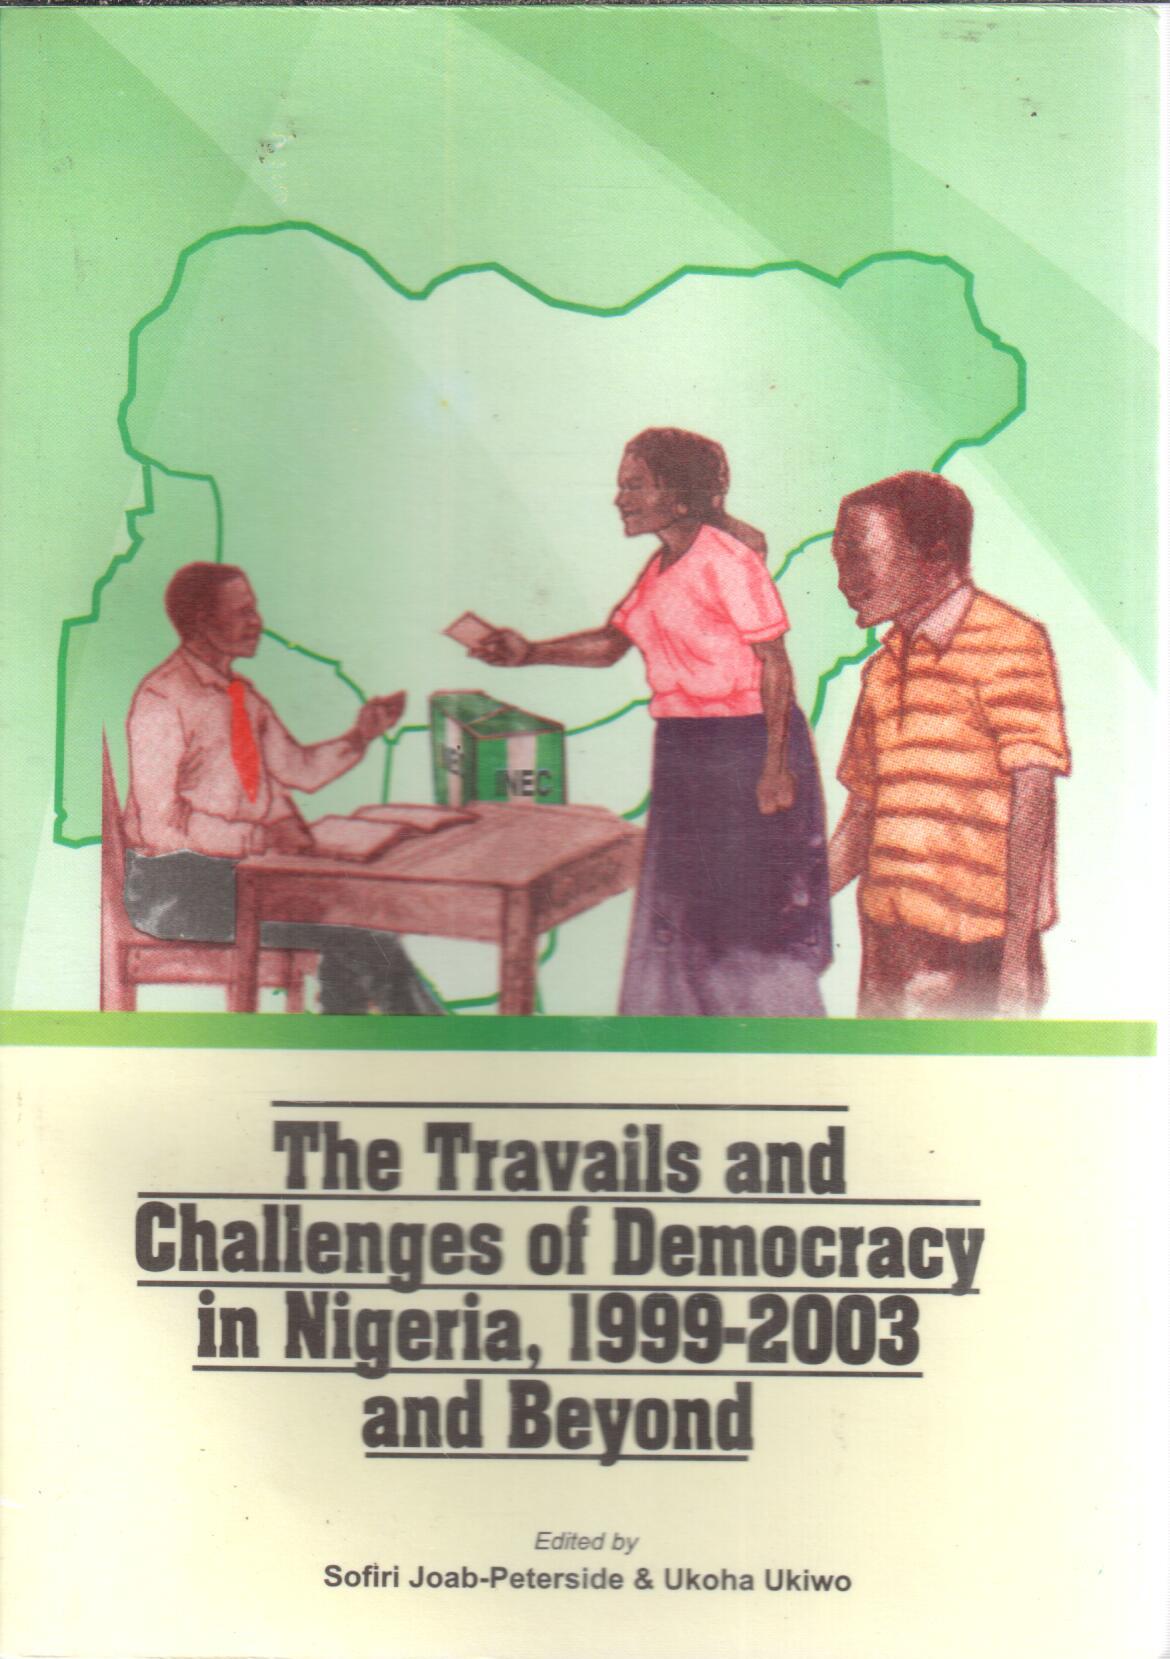 INEC
The Travails and
Challenges of Democracy
in Nigeria, 1999-2003
and Beyond
Edited by
Sofiri Joab-Peterside & Ukoha Ukiwo